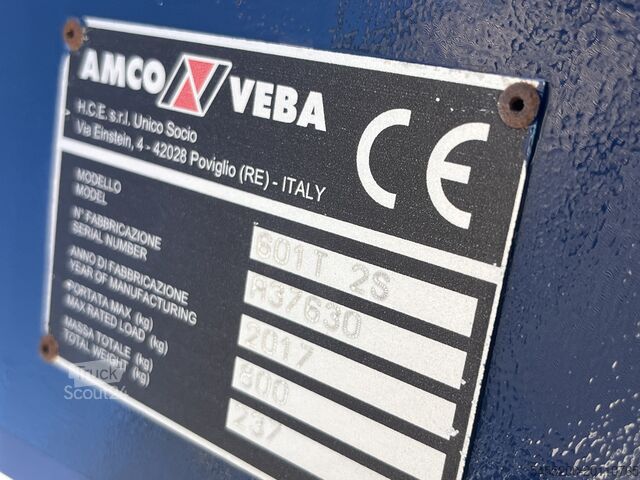 AMCO VEBA
H.C.E. s.r.l. Unico Socio
Via Einstein, 4 - 42028 Poviglio (RE) - ITALY
CE
MODELLO
MODEL
601T 2S
N° FABBRICAZIONE
SERIAL NUMBER
A37630
ANNO DI FABBRICAZIONE
YEAR OF MANUFACTURING
2017
PORTATA MAX (kg)
MAX RATED LOAD (kg)
800
MASSA TOTALE (kg)
TOTAL WEIGHT (kg)
237
Truck
Scout24